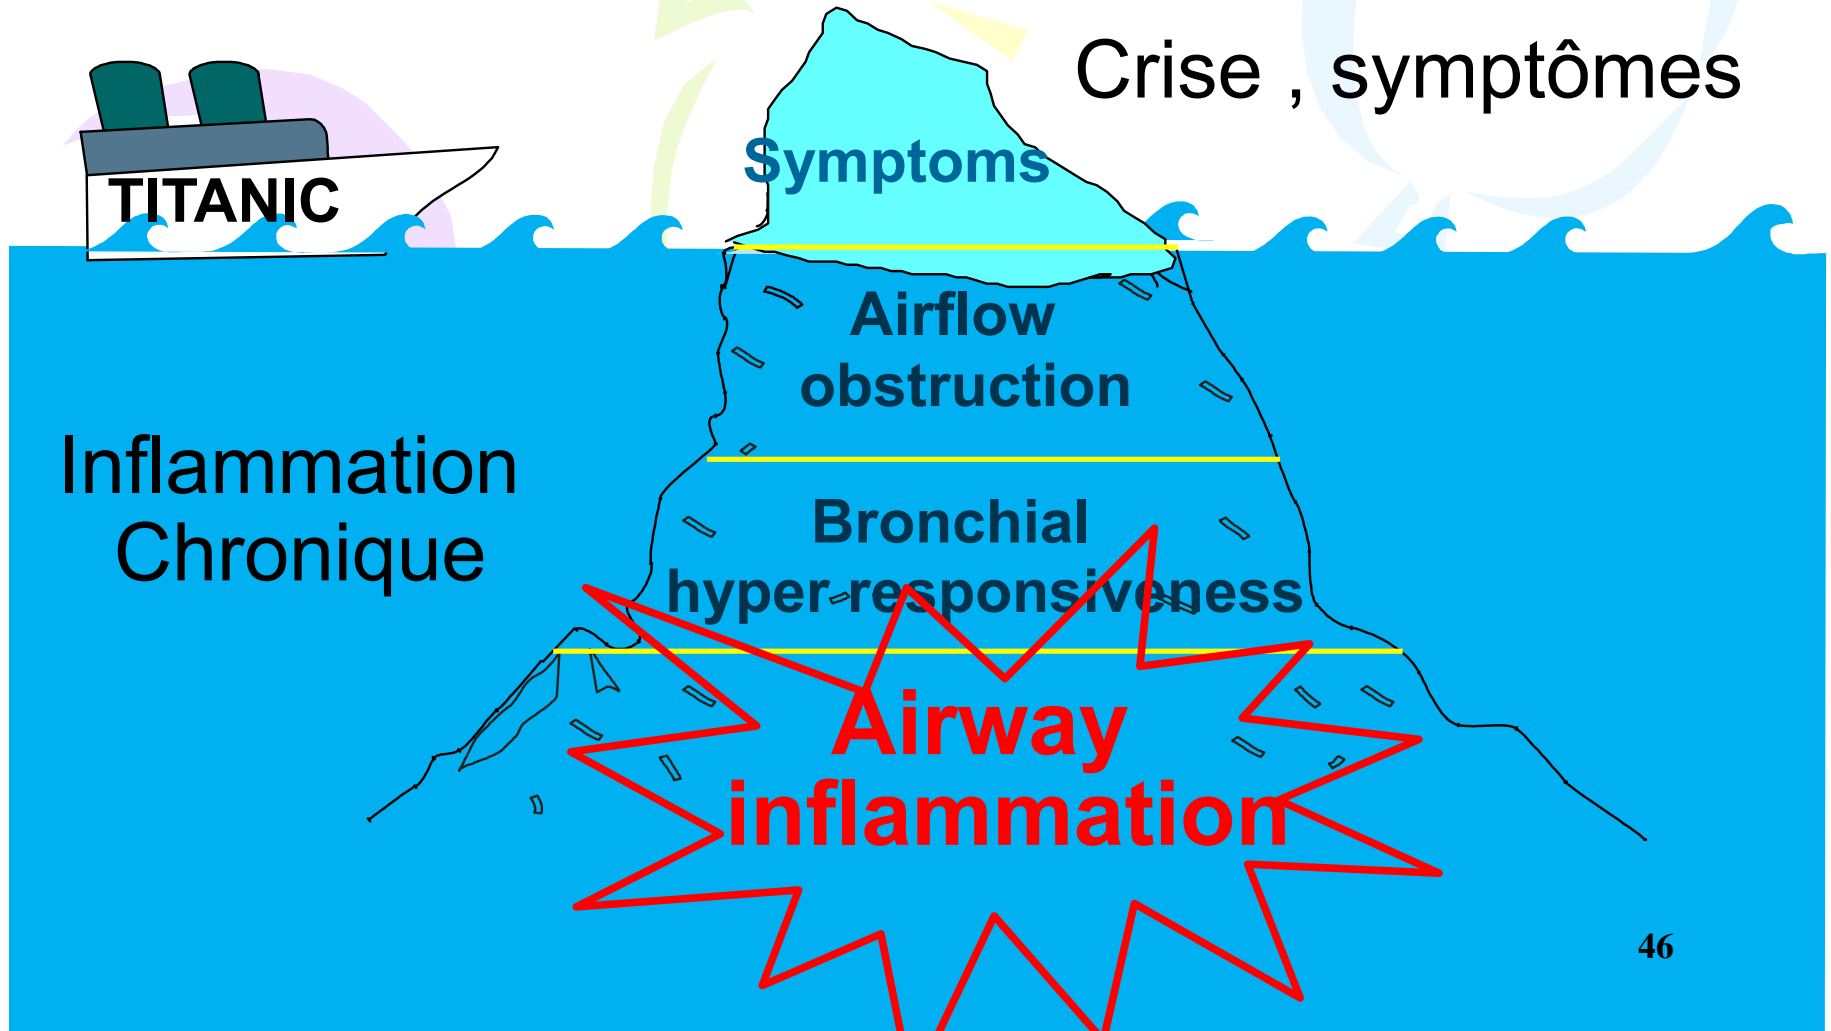 Crise , symptômes
Symptoms
TITANIC
Airflow
obstruction
Inflammation
Chronique
Bronchial
hyper-responsiveness
Airway
inflammation
46